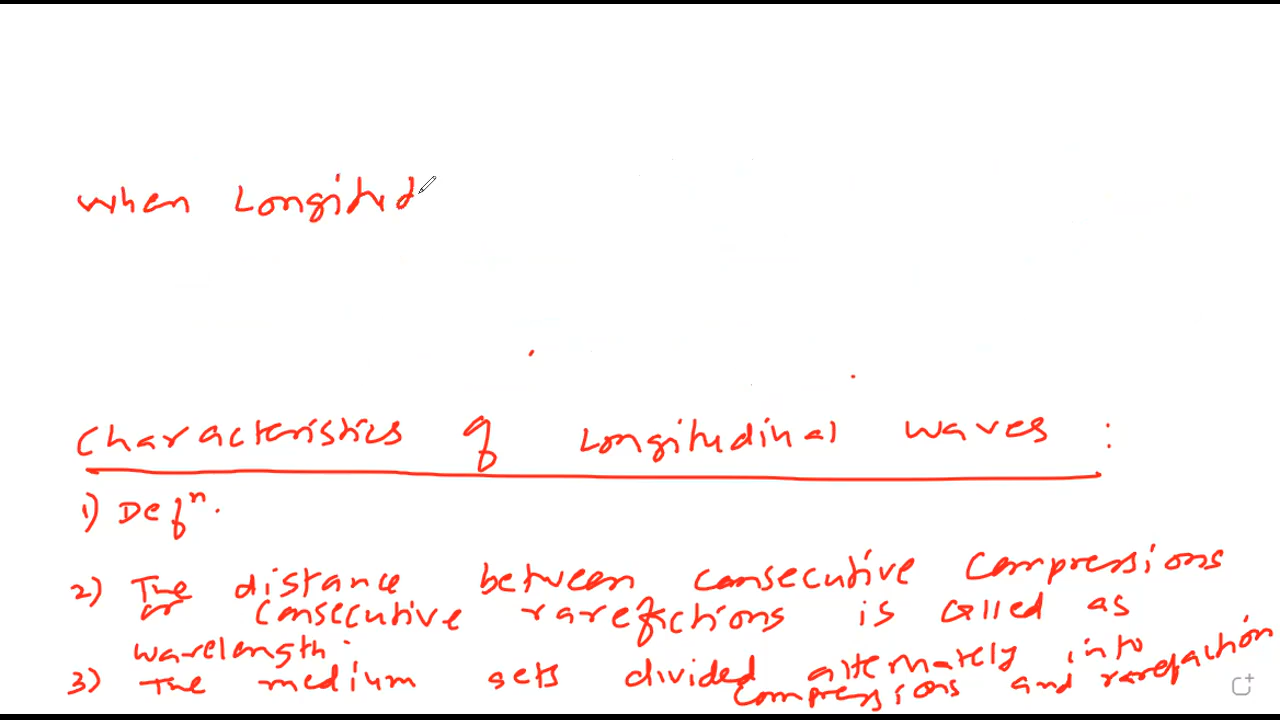 when Longitud
Characteristics of Longitudinal waves :
1) Defⁿ.
2) The distance between consecutive compressions
or consecutive rarefictions is called as
wavelength.
3) The medium gets divided alternately into
compressions and rarefaction